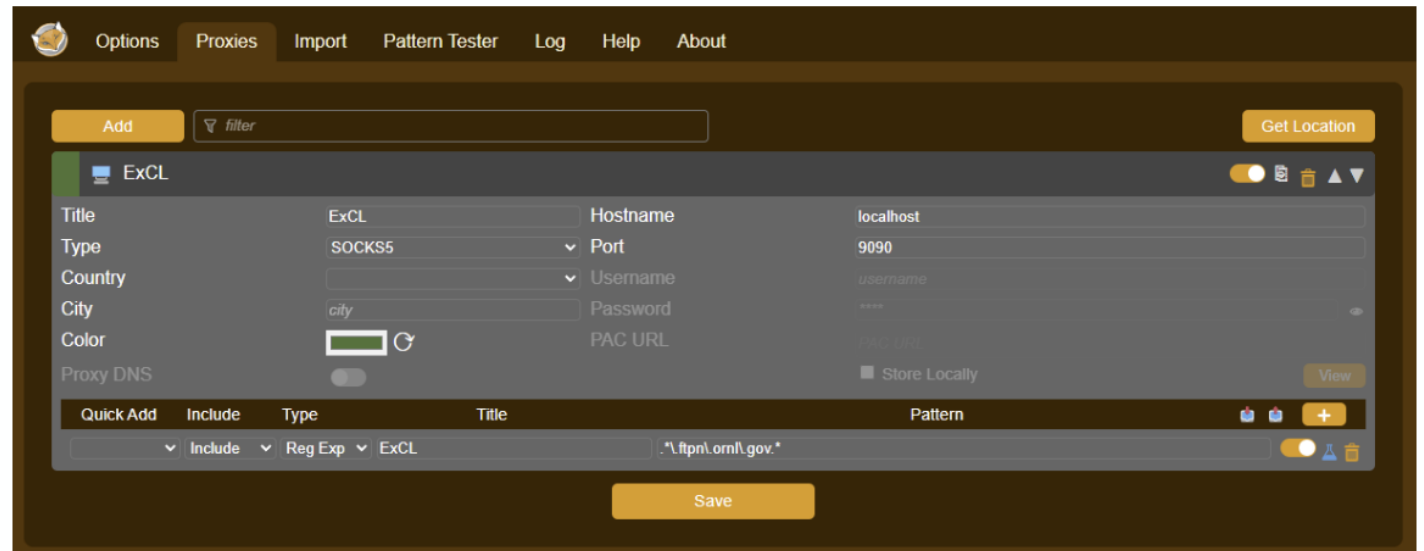 Options Proxies Import Pattern Tester Log Help About
Add filter Get Location
ExCL
Title ExCL Hostname localhost
Type SOCKS5 Port 9090
Country Username username
City city Password ****
Color PAC URL PAC URL
Proxy DNS Store Locally View
Quick Add Include Type Title Pattern +
Include Reg Exp ExCL .*\.ftpn\.ornl\.gov.*
Save